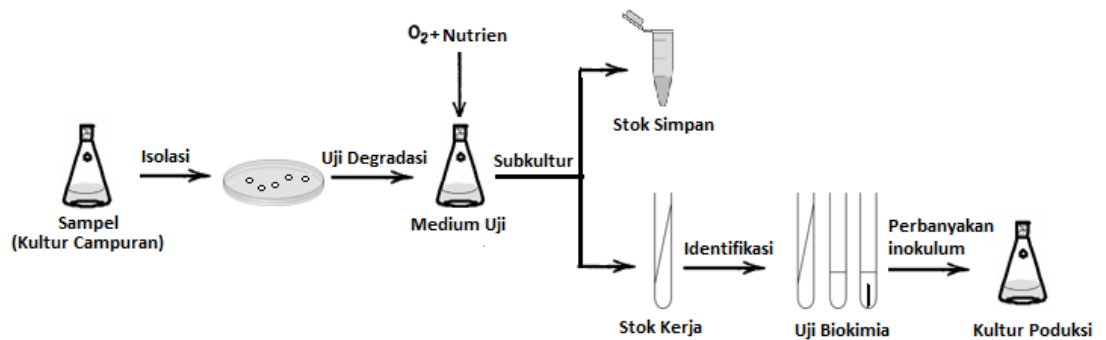 O₂+ Nutrien
Stok Simpan
Isolasi
Uji Degradasi
Subkultur
Sampel
(Kultur Campuran)
Medium Uji
Identifikasi
Perbanyakan
inokulum
Stok Kerja
Uji Biokimia
Kultur Poduksi